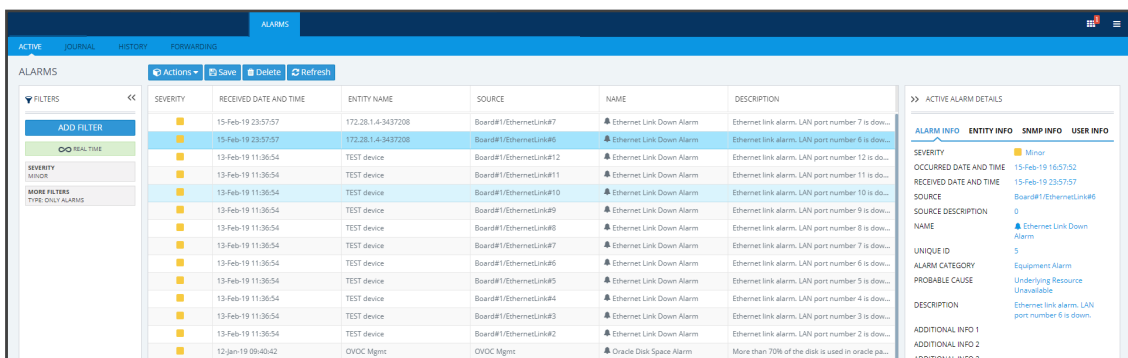 ALARMS
1
ACTIVE JOURNAL HISTORY FORWARDING
ALARMS
Actions Save Delete Refresh
FILTERS
ADD FILTER
REAL TIME
SEVERITY
MINOR
MORE FILTERS
TYPE: ONLY ALARMS
SEVERITY RECEIVED DATE AND TIME ENTITY NAME SOURCE NAME DESCRIPTION
15-Feb-19 23:57:57 172.28.1.4-3437208 Board#1/EthernetLink#7 Ethernet Link Down Alarm Ethernet link alarm. LAN port number 7 is dow...
15-Feb-19 23:57:57 172.28.1.4-3437208 Board#1/EthernetLink#6 Ethernet Link Down Alarm Ethernet link alarm. LAN port number 6 is dow...
13-Feb-19 11:36:54 TEST device Board#1/EthernetLink#12 Ethernet Link Down Alarm Ethernet link alarm. LAN port number 12 is do...
13-Feb-19 11:36:54 TEST device Board#1/EthernetLink#11 Ethernet Link Down Alarm Ethernet link alarm. LAN port number 11 is do...
13-Feb-19 11:36:54 TEST device Board#1/EthernetLink#10 Ethernet Link Down Alarm Ethernet link alarm. LAN port number 10 is do...
13-Feb-19 11:36:54 TEST device Board#1/EthernetLink#9 Ethernet Link Down Alarm Ethernet link alarm. LAN port number 9 is dow...
13-Feb-19 11:36:54 TEST device Board#1/EthernetLink#8 Ethernet Link Down Alarm Ethernet link alarm. LAN port number 8 is dow...
13-Feb-19 11:36:54 TEST device Board#1/EthernetLink#7 Ethernet Link Down Alarm Ethernet link alarm. LAN port number 7 is dow...
13-Feb-19 11:36:54 TEST device Board#1/EthernetLink#6 Ethernet Link Down Alarm Ethernet link alarm. LAN port number 6 is dow...
13-Feb-19 11:36:54 TEST device Board#1/EthernetLink#5 Ethernet Link Down Alarm Ethernet link alarm. LAN port number 5 is dow...
13-Feb-19 11:36:54 TEST device Board#1/EthernetLink#4 Ethernet Link Down Alarm Ethernet link alarm. LAN port number 4 is dow...
13-Feb-19 11:36:54 TEST device Board#1/EthernetLink#3 Ethernet Link Down Alarm Ethernet link alarm. LAN port number 3 is dow...
13-Feb-19 11:36:54 TEST device Board#1/EthernetLink#2 Ethernet Link Down Alarm Ethernet link alarm. LAN port number 2 is dow...
12-Jan-19 09:40:42 OVOC Mgmt OVOC Mgmt Oracle Disk Space Alarm More than 70% of the disk is used in oracle pa...
ACTIVE ALARM DETAILS
ALARM INFO ENTITY INFO SNMP INFO USER INFO
SEVERITY Minor
OCCURRED DATE AND TIME 15-Feb-19 16:57:52
RECEIVED DATE AND TIME 15-Feb-19 23:57:57
SOURCE Board#1/EthernetLink#6
SOURCE DESCRIPTION 0
NAME Ethernet Link Down
Alarm
UNIQUE ID 5
ALARM CATEGORY Equipment Alarm
PROBABLE CAUSE Underlying Resource
Unavailable
DESCRIPTION Ethernet link alarm. LAN
port number 6 is down.
ADDITIONAL INFO 1
ADDITIONAL INFO 2